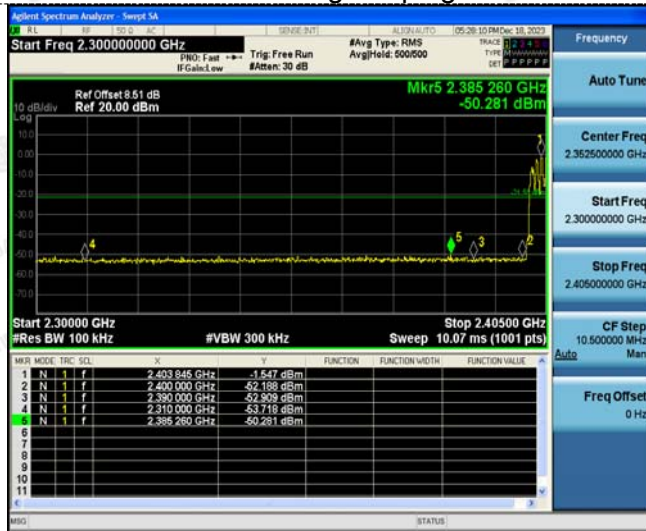 Agilent Spectrum Analyzer - Swept SA
RL RF 50 Ω AC SENSE:INT ALIGN AUTO 05:28:10 PM Dec 18, 2023
Start Freq 2.300000000 GHz
PNO: Fast Trig: Free Run
IFGain:Low #Atten: 30 dB
#Avg Type: RMS
Avg|Hold: 500/500
TRACE 1 2 3 4 5 6
TYPE M W W W W W
DET P P P P P P
Ref Offset 8.51 dB
Ref 20.00 dBm
10 dB/div
Log
Mkr5 2.385 260 GHz
-50.281 dBm
10.0
0.00
-10.0
-20.0
-30.0
-40.0
-50.0
-60.0
-70.0
1
2
3
4
5
Start 2.30000 GHz Stop 2.40500 GHz
#Res BW 100 kHz #VBW 300 kHz Sweep 10.07 ms (1001 pts)
MKR MODE TRC SCL X Y FUNCTION FUNCTION WIDTH FUNCTION VALUE
1 N 1 f 2.403 845 GHz -1.547 dBm
2 N 1 f 2.400 000 GHz -52.188 dBm
3 N 1 f 2.390 000 GHz -52.909 dBm
4 N 1 f 2.310 000 GHz -53.718 dBm
5 N 1 f 2.385 260 GHz -50.281 dBm
6
7
8
9
10
11
MSG STATUS
Frequency
Auto Tune
Center Freq
2.352500000 GHz
Start Freq
2.300000000 GHz
Stop Freq
2.405000000 GHz
CF Step
10.500000 MHz
Auto Man
Freq Offset
0 Hz